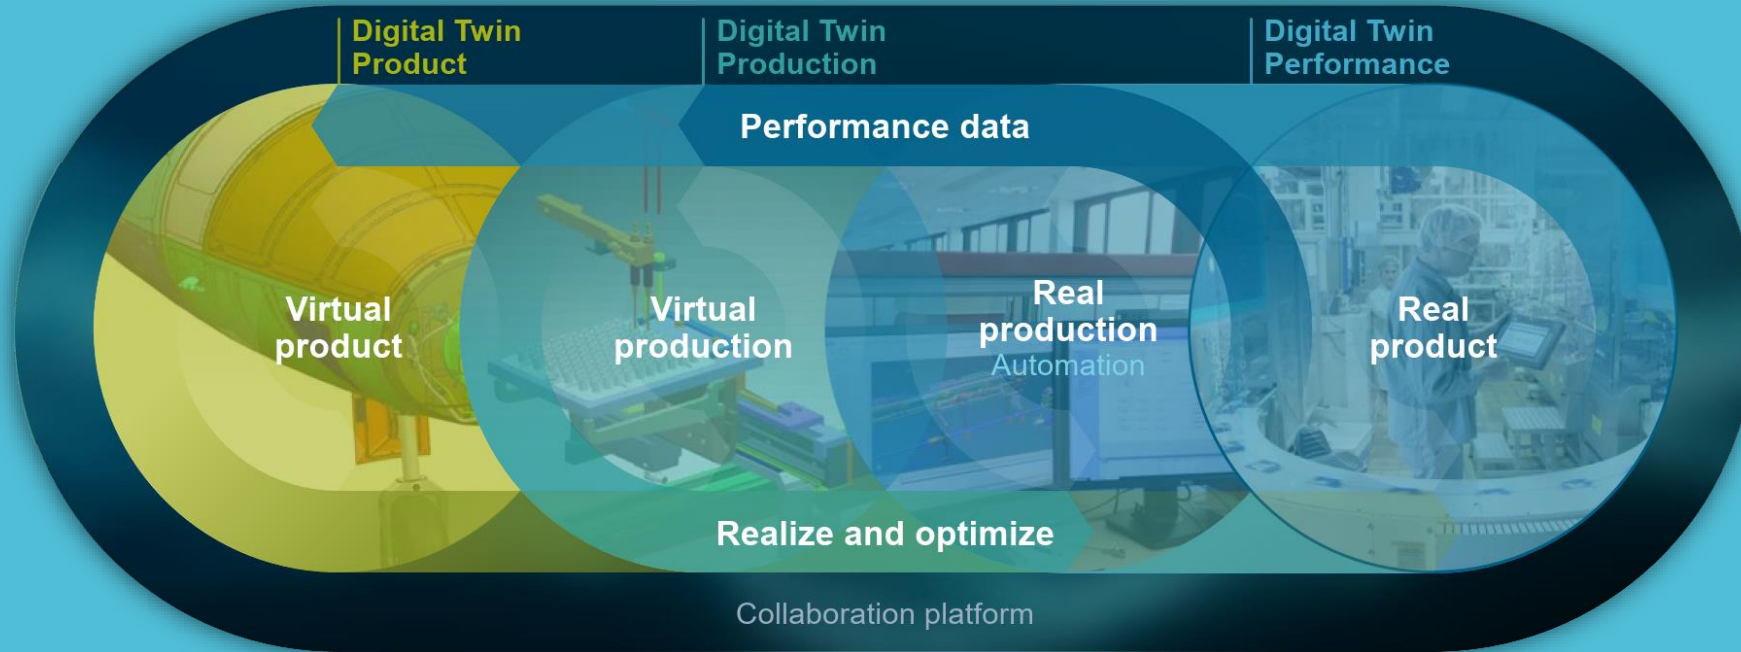 Digital Twin
Product
Digital Twin
Production
Digital Twin
Performance
Performance data
Virtual
product
Virtual
production
Real
production
Automation
Real
product
Realize and optimize
Collaboration platform